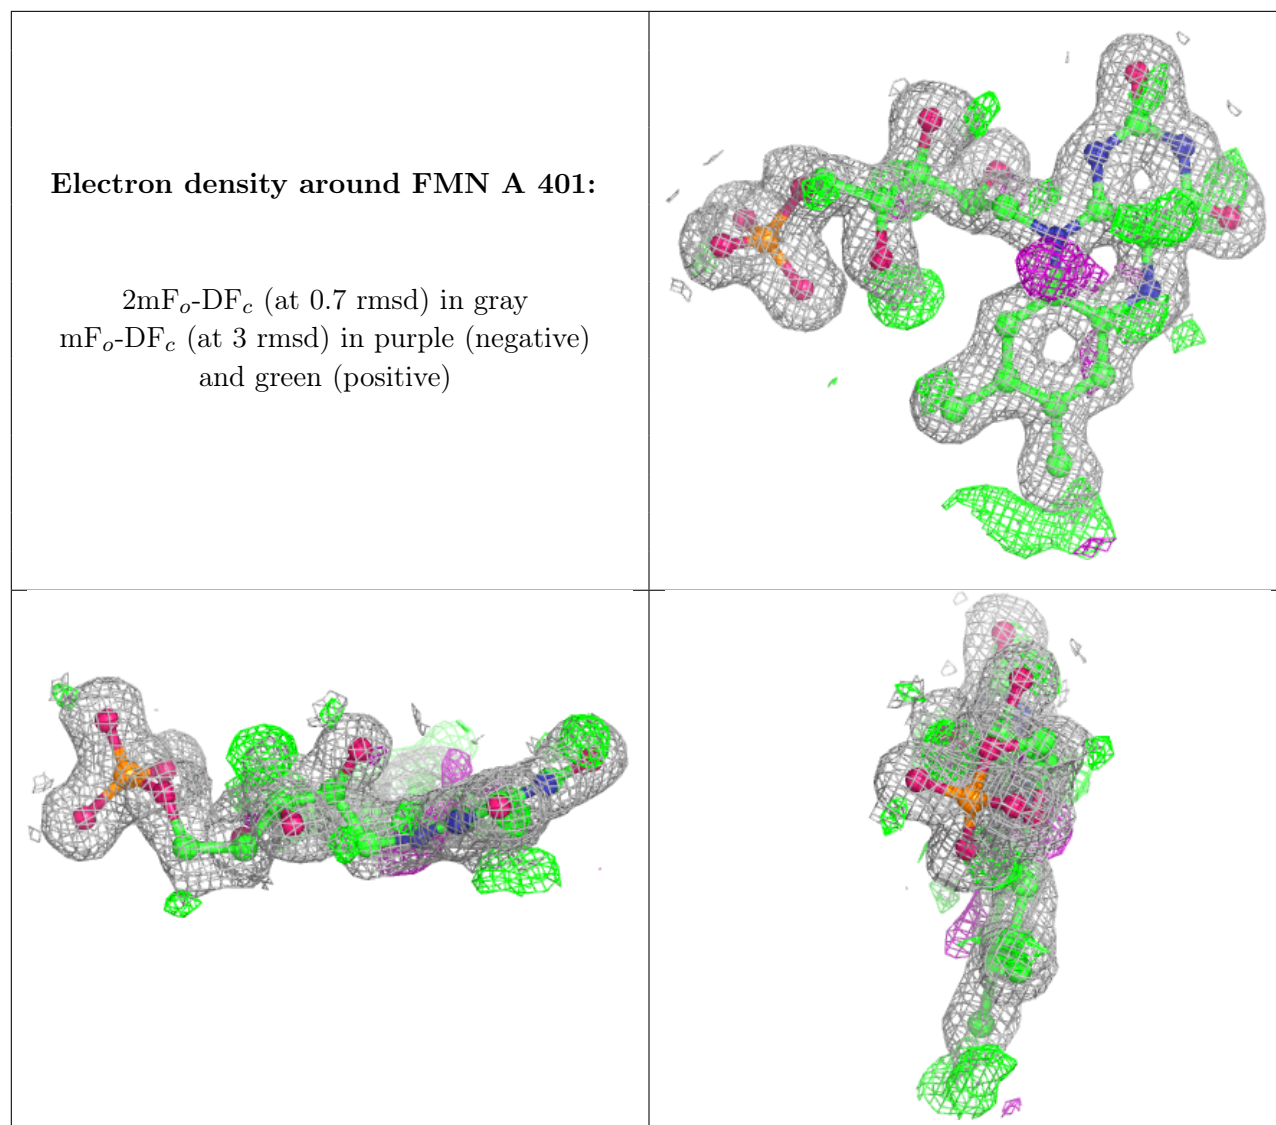 Electron density around FMN A 401:
2mFo-DFc (at 0.7 rmsd) in gray
mFo-DFc (at 3 rmsd) in purple (negative)
and green (positive)